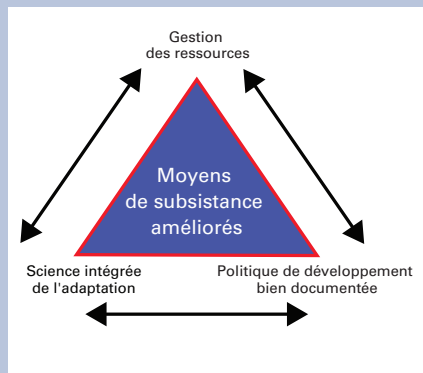 Gestion
des ressources
Moyens
de subsistance
améliorés
Science intégrée
de l'adaptation
Politique de développement
bien documentée